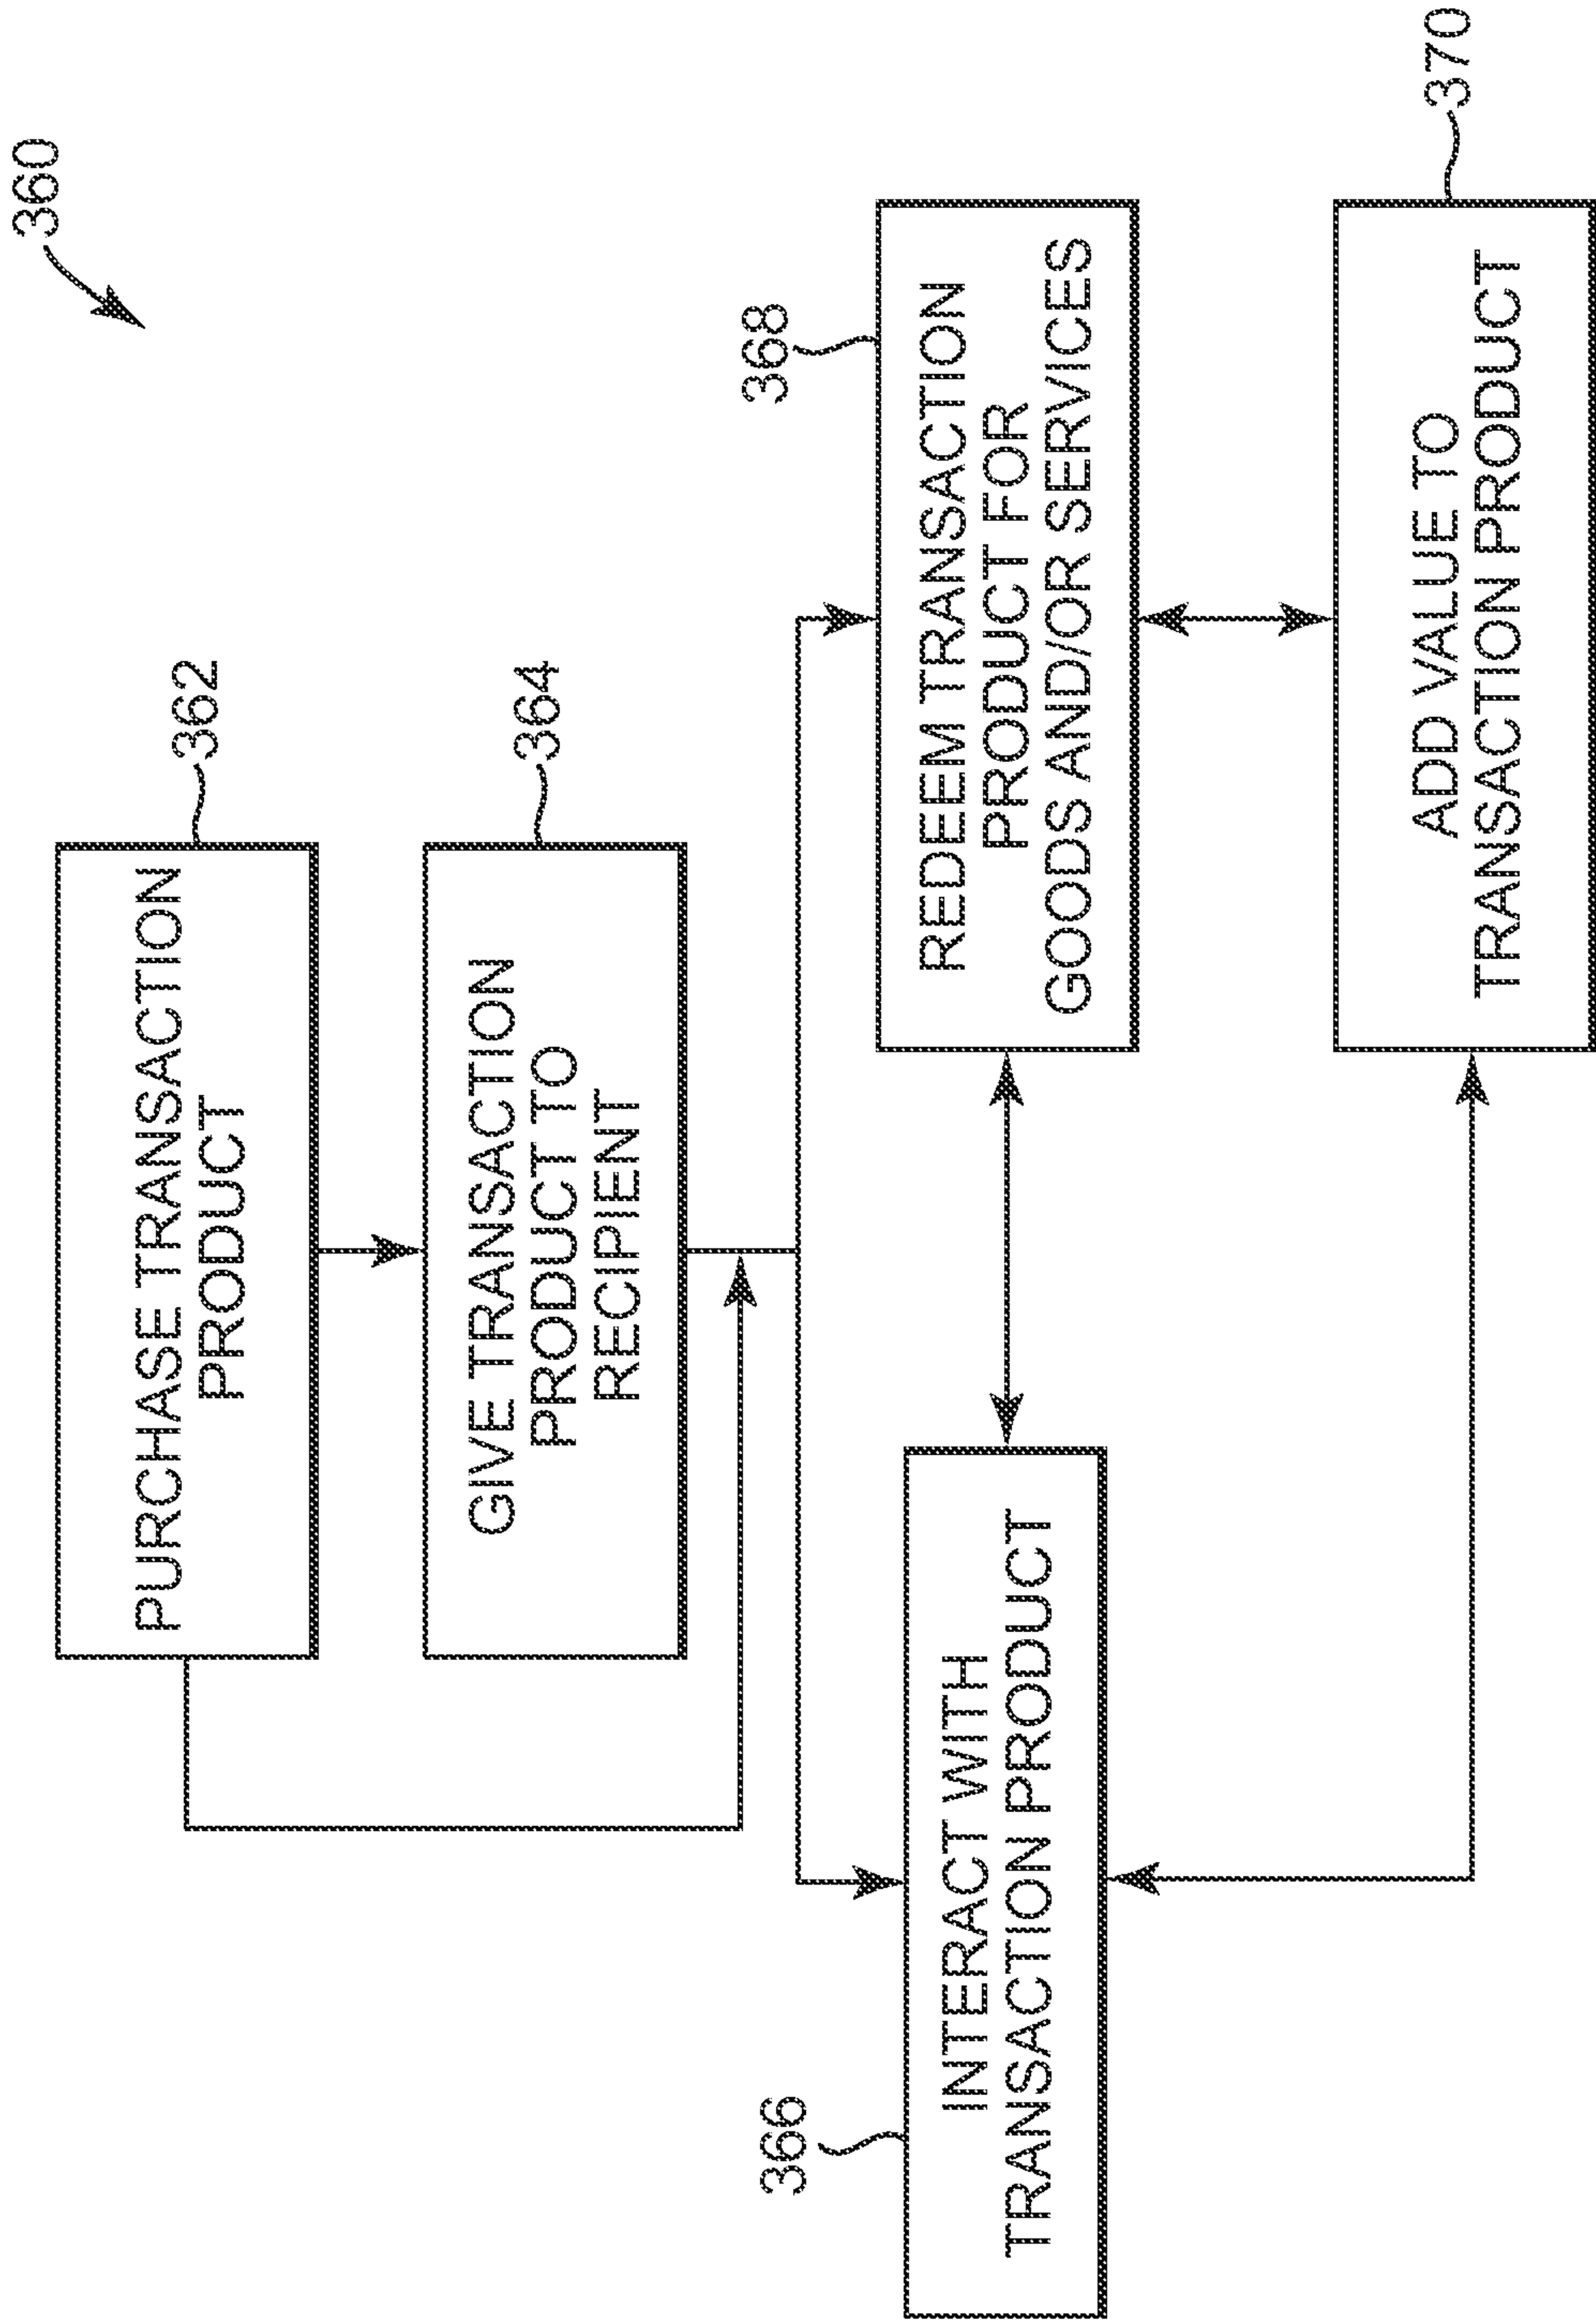 360
PURCHASE TRANSACTION
PRODUCT
362
GIVE TRANSACTION
PRODUCT TO
RECIPIENT
364
366
INTERACT WITH
TRANSACTION PRODUCT
368
REDEEM TRANSACTION
PRODUCT FOR
GOODS AND/OR SERVICES
ADD VALUE TO
TRANSACTION PRODUCT
370